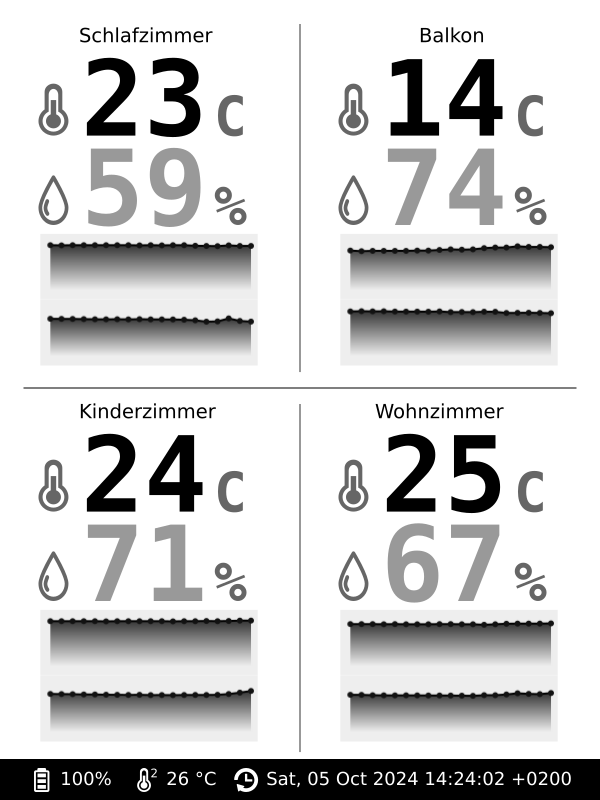 Schlafzimmer
23 C
59 %
Balkon
14 C
74 %
Kinderzimmer
24 C
71 %
Wohnzimmer
25 C
67 %
100% 2 26 °C Sat, 05 Oct 2024 14:24:02 +0200